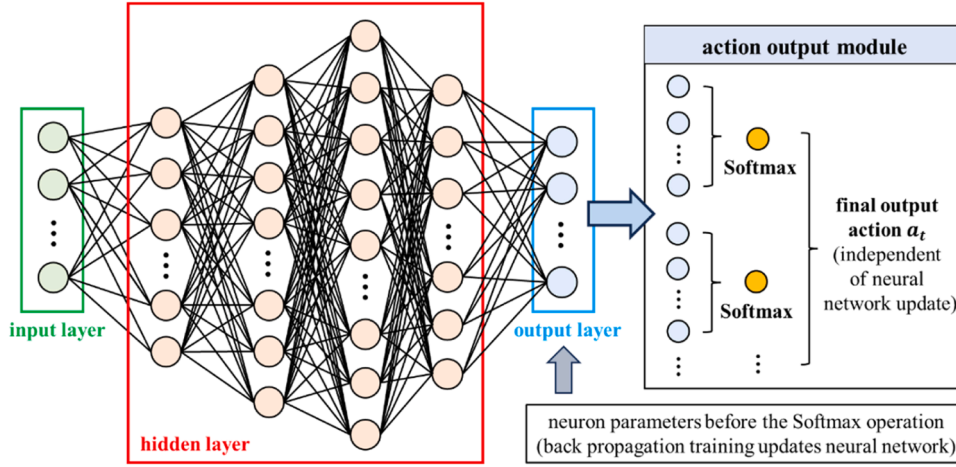 input layer
hidden layer
output layer
action output module
Softmax
Softmax
final output
action a_t
(independent
of neural
network update)
neuron parameters before the Softmax operation
(back propagation training updates neural network)